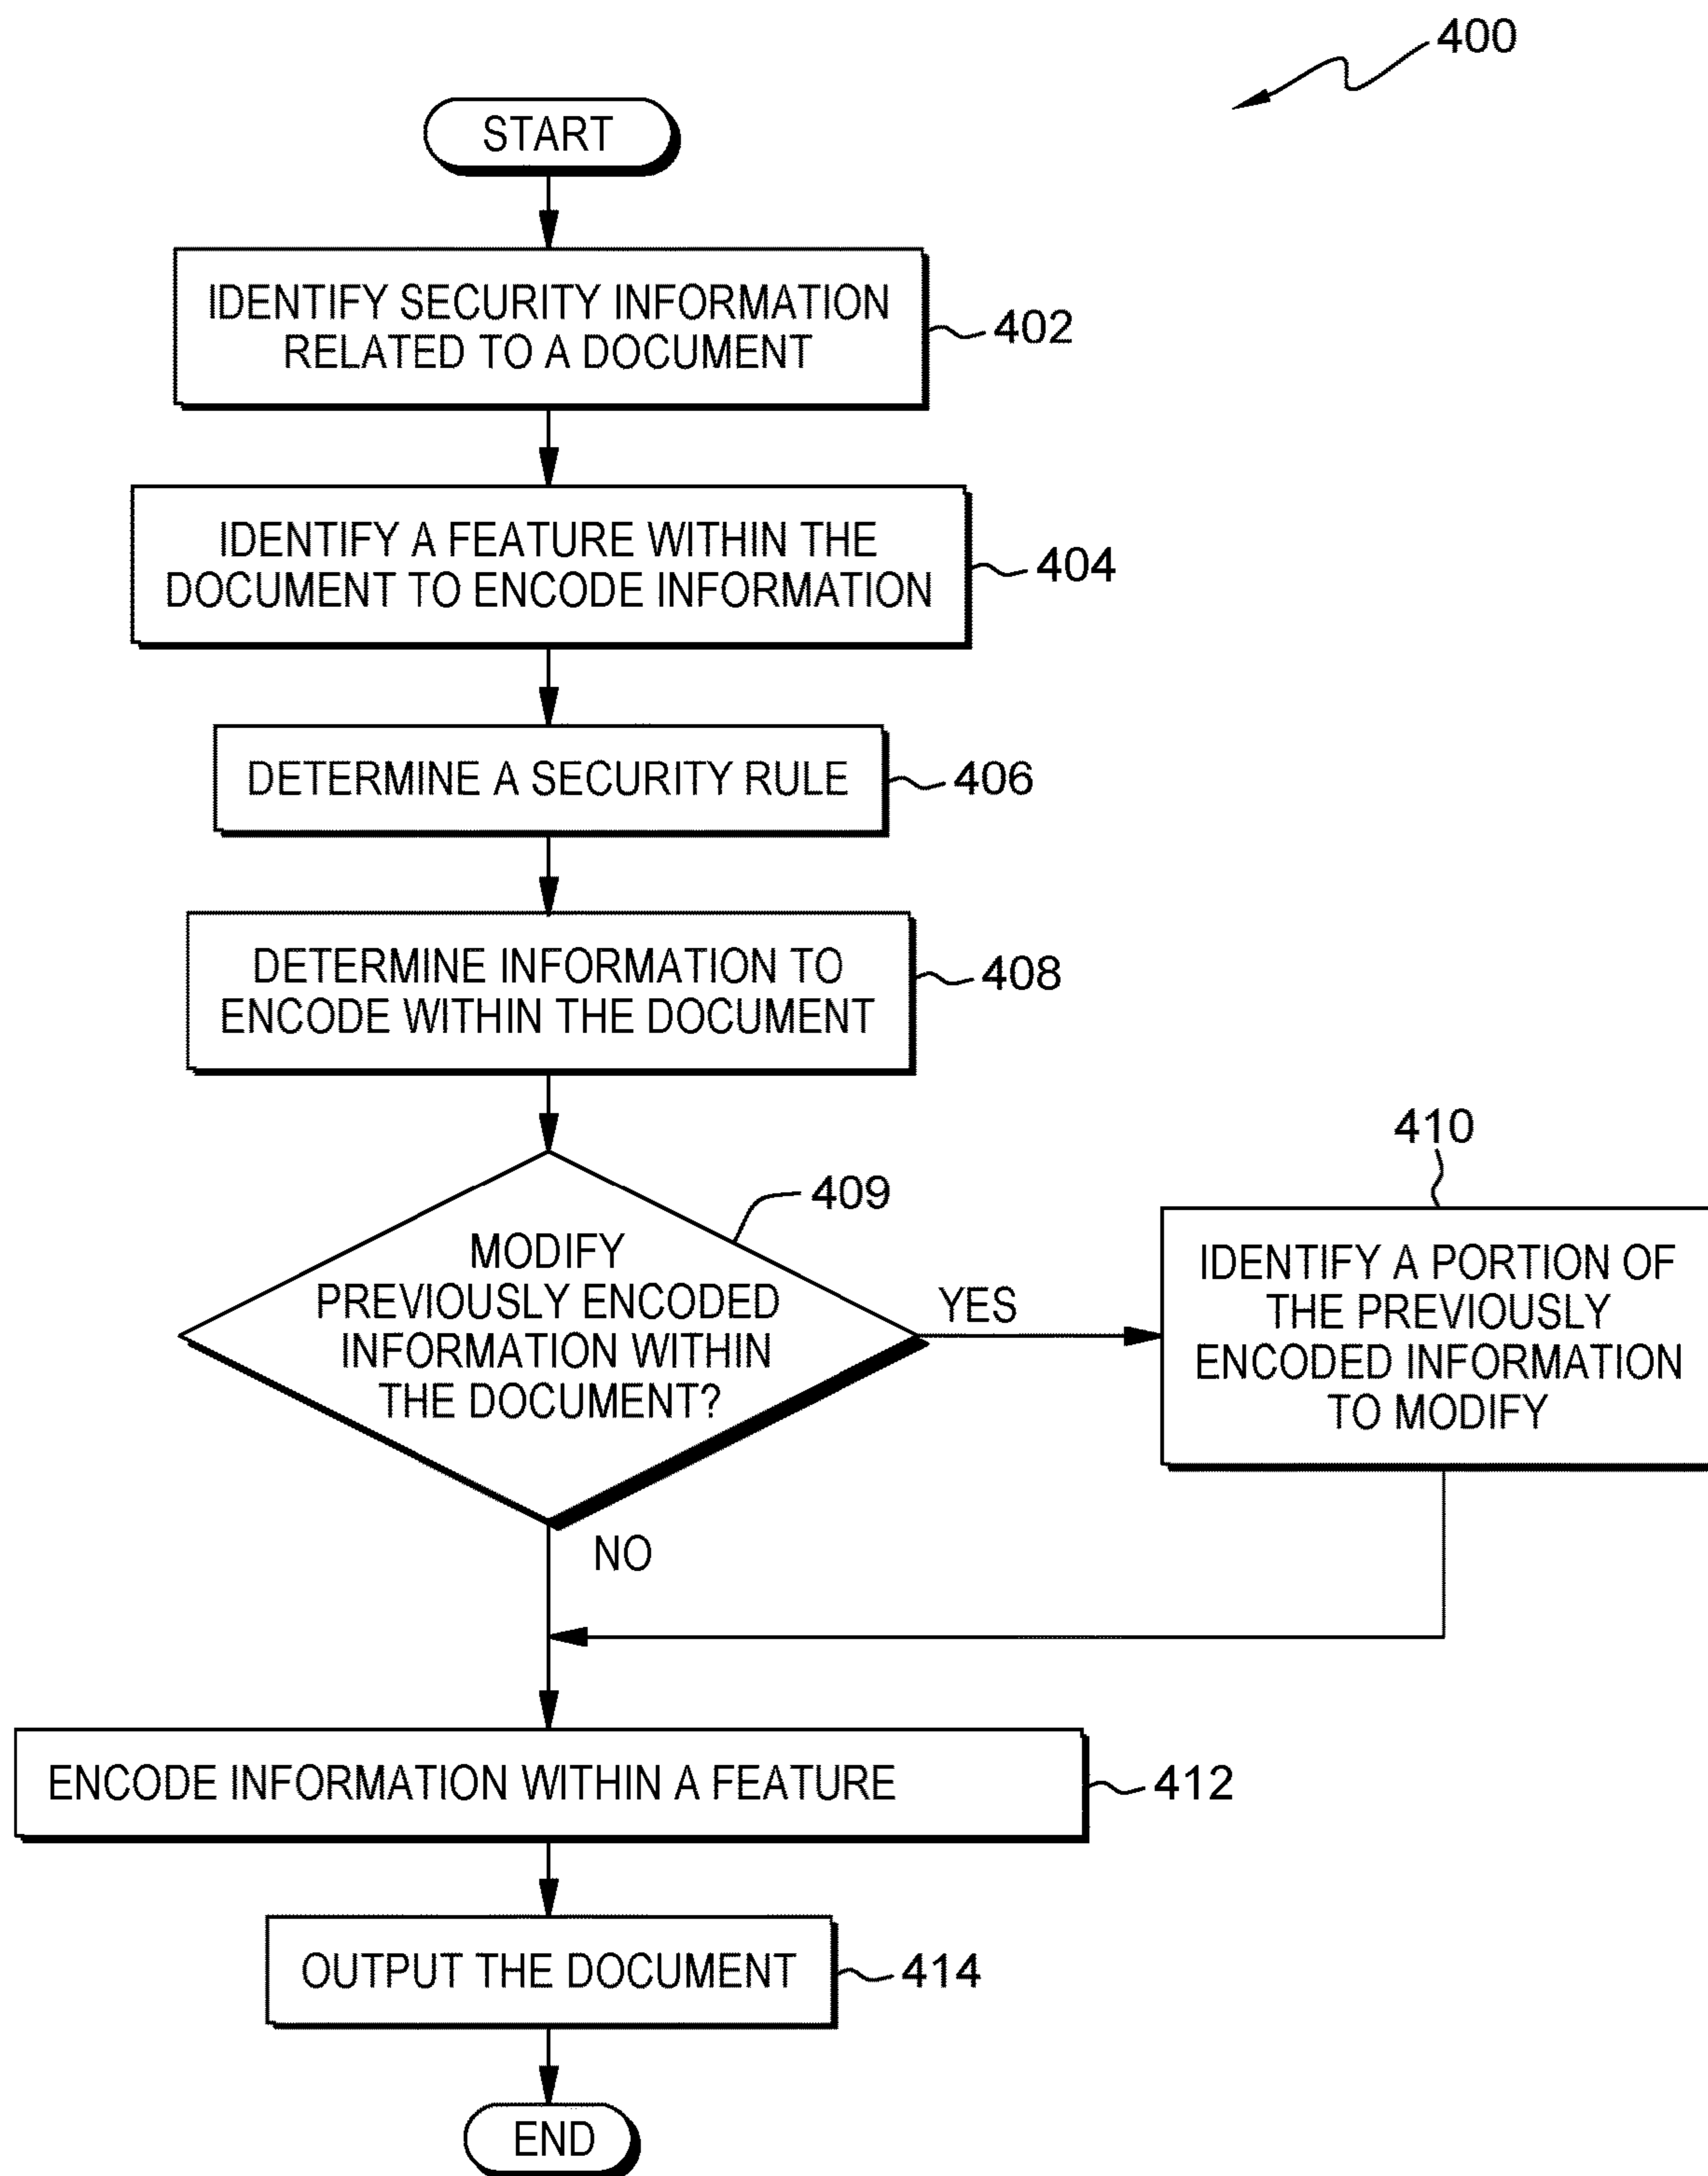 400
START
IDENTIFY SECURITY INFORMATION
RELATED TO A DOCUMENT
402
IDENTIFY A FEATURE WITHIN THE
DOCUMENT TO ENCODE INFORMATION
404
DETERMINE A SECURITY RULE
406
DETERMINE INFORMATION TO
ENCODE WITHIN THE DOCUMENT
408
MODIFY
PREVIOUSLY ENCODED
INFORMATION WITHIN
THE DOCUMENT?
409
YES
410
IDENTIFY A PORTION OF
THE PREVIOUSLY
ENCODED INFORMATION
TO MODIFY
NO
ENCODE INFORMATION WITHIN A FEATURE
412
OUTPUT THE DOCUMENT
414
END